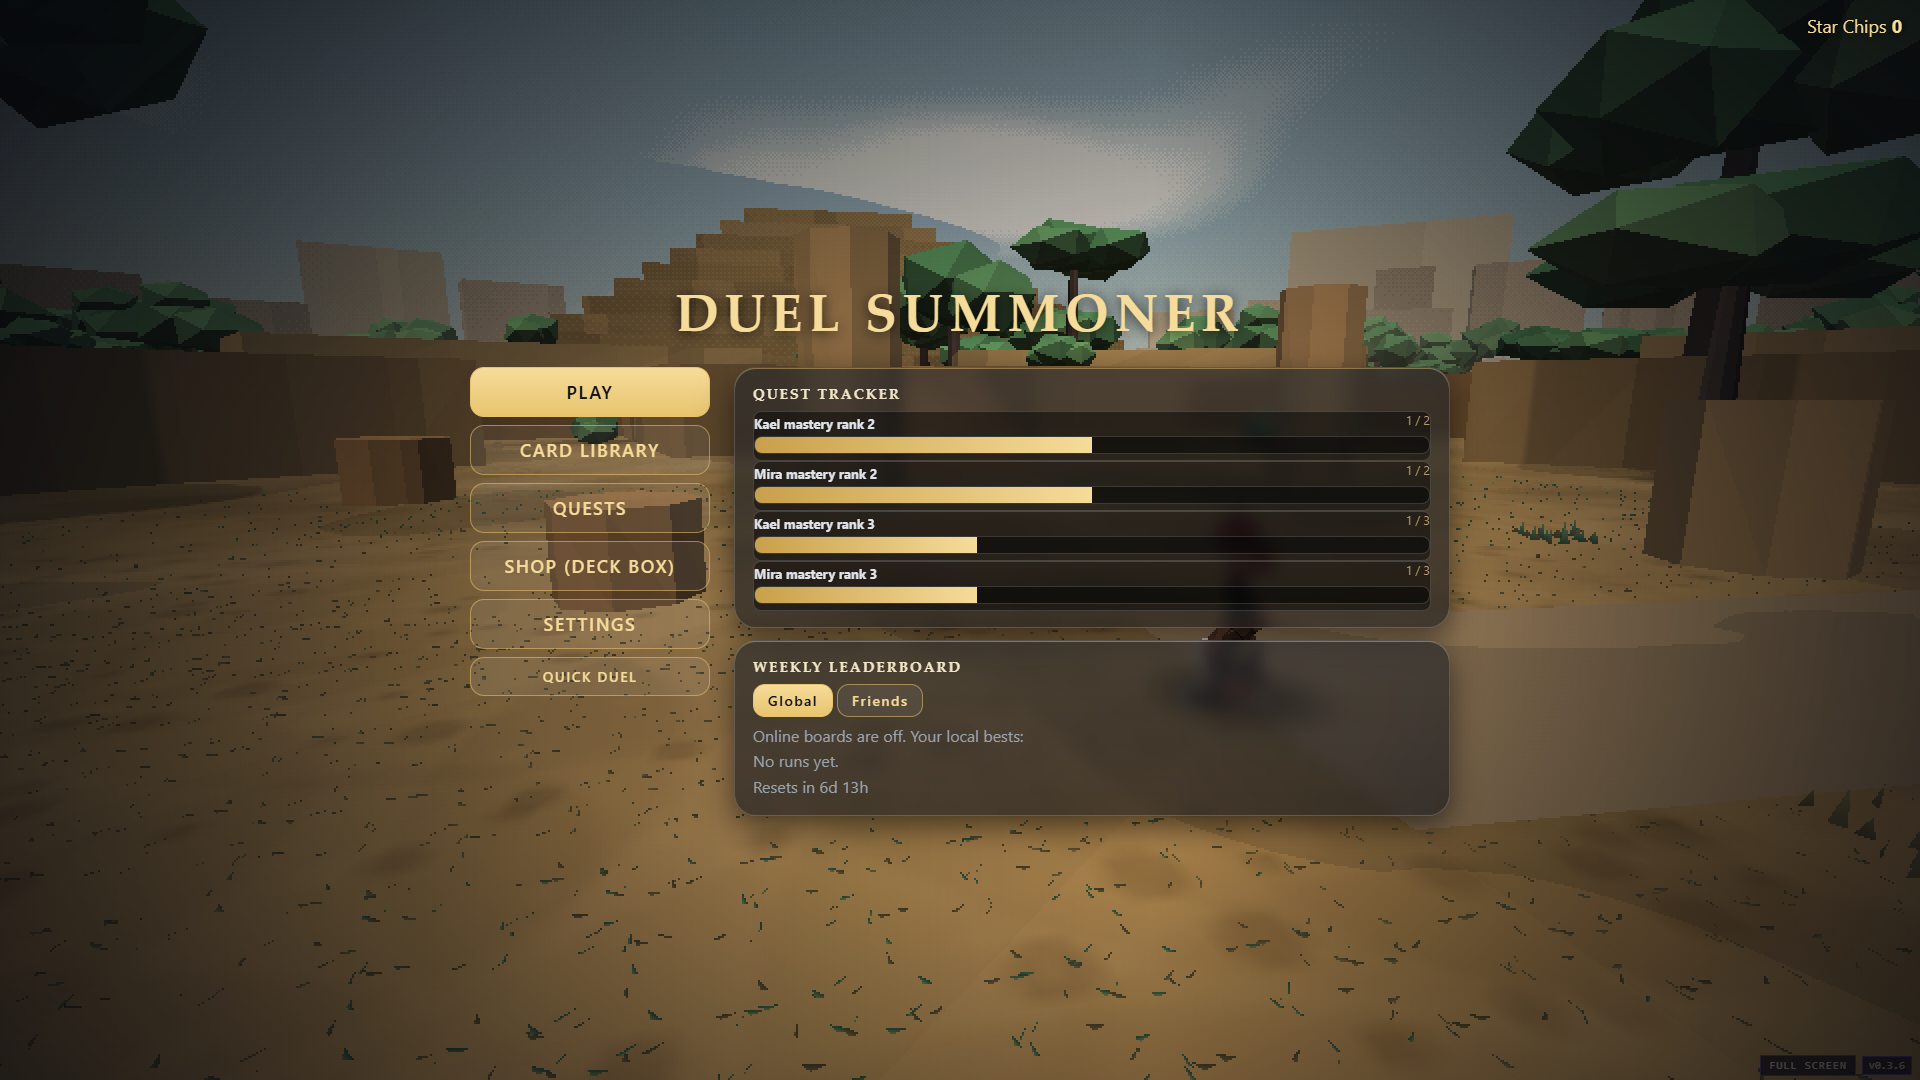 Star Chips 0
DUEL SUMMONER
PLAY
CARD LIBRARY
QUESTS
SHOP (DECK BOX)
SETTINGS
QUICK DUEL
QUEST TRACKER
Kael mastery rank 2 1 / 2
Mira mastery rank 2 1 / 2
Kael mastery rank 3 1 / 3
Mira mastery rank 3 1 / 3
WEEKLY LEADERBOARD
Global Friends
Online boards are off. Your local bests:
No runs yet.
Resets in 6d 13h
FULL SCREEN v0.3.6